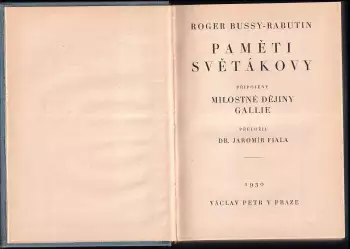 ROGER BUSSY-RABUTIN
PAMĚTI
SVĚTÁKOVY
PŘIPOJENY
MILOSTNÉ DĚJINY
GALLIE
PŘELOŽIL
DR. JAROMÍR FIALA
1930
VÁCLAV PETR V PRAZE